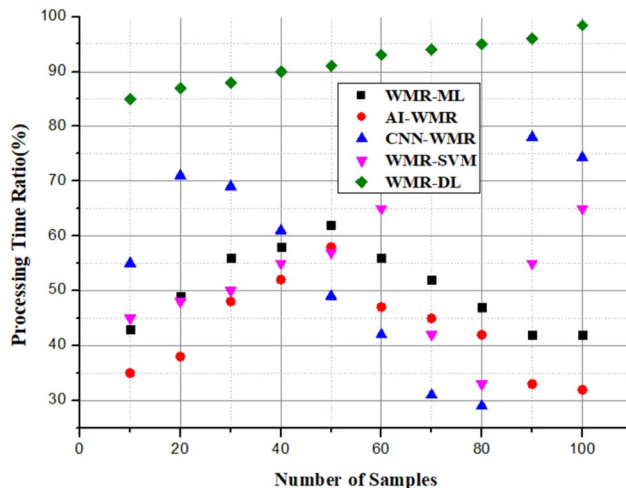 100
90
80
70
60
50
40
30
0
20
40
60
80
100
Processing Time Ratio(%)
Number of Samples
WMR-ML
AI-WMR
CNN-WMR
WMR-SVM
WMR-DL